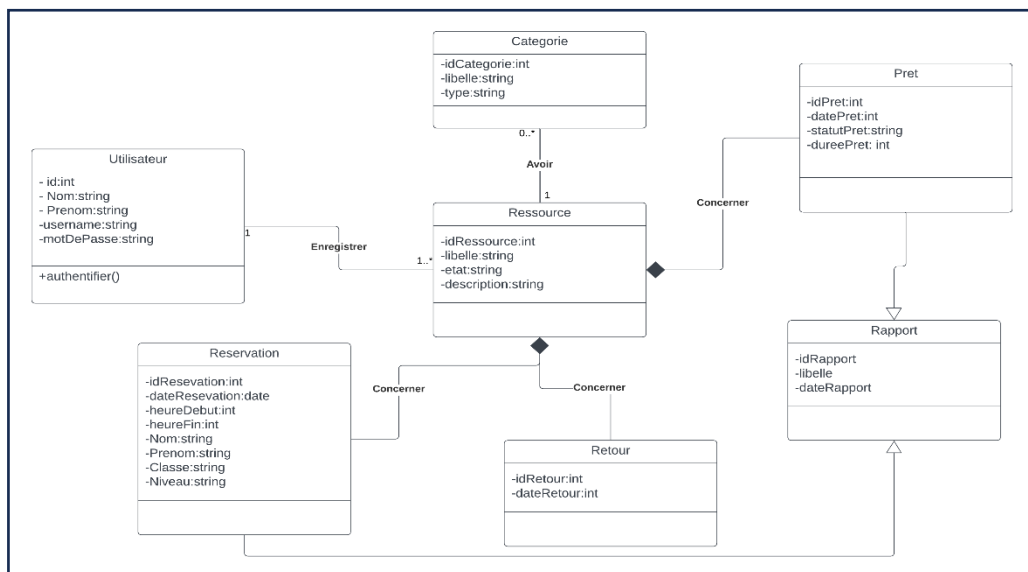 Categorie
-idCategorie:int
-libelle:string
-type:string
0..*
Avoir
1
Pret
-idPret:int
-datePret:int
-statutPret:string
-dureePret: int
Utilisateur
- id:int
- Nom:string
- Prenom:string
-username:string
-motDePasse:string
+authentifier()
1
Enregistrer
1..*
Ressource
-idRessource:int
-libelle:string
-etat:string
-description:string
Concerner
Rapport
-idRapport
-libelle
-dateRapport
Reservation
-idResevation:int
-dateResevation:date
-heureDebut:int
-heureFin:int
-Nom:string
-Prenom:string
-Classe:string
-Niveau:string
Concerner
Concerner
Retour
-idRetour:int
-dateRetour:int